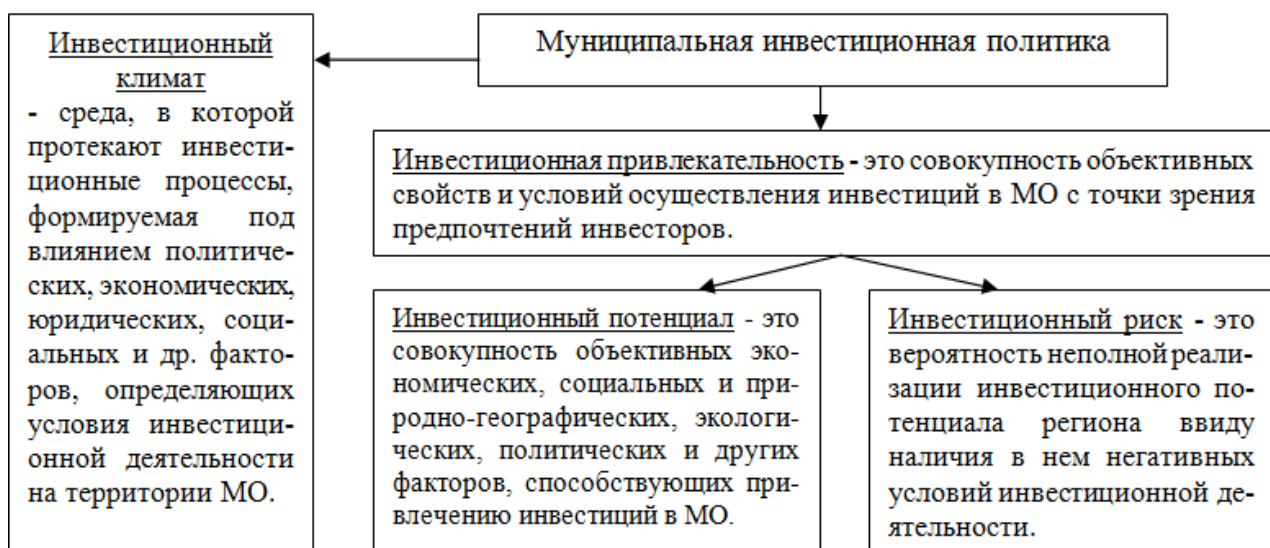 Инвестиционный
климат
- среда, в которой
протекают инвести-
ционные процессы,
формируемая под
влиянием политиче-
ских, экономических,
юридических, соци-
альных и др. факто-
ров, определяющих
условия инвестици-
онной деятельности
на территории МО.
Муниципальная инвестиционная политика
Инвестиционная привлекательность - это совокупность объективных
свойств и условий осуществления инвестиций в МО с точки зрения
предпочтений инвесторов.
Инвестиционный потенциал - это
совокупность объективных эко-
номических, социальных и при-
родно-географических, экологи-
ческих, политических и других
факторов, способствующих при-
влечению инвестиций в МО.
Инвестиционный риск - это
вероятность неполной реали-
зации инвестиционного по-
тенциала региона ввиду
наличия в нем негативных
условий инвестиционной де-
ятельности.